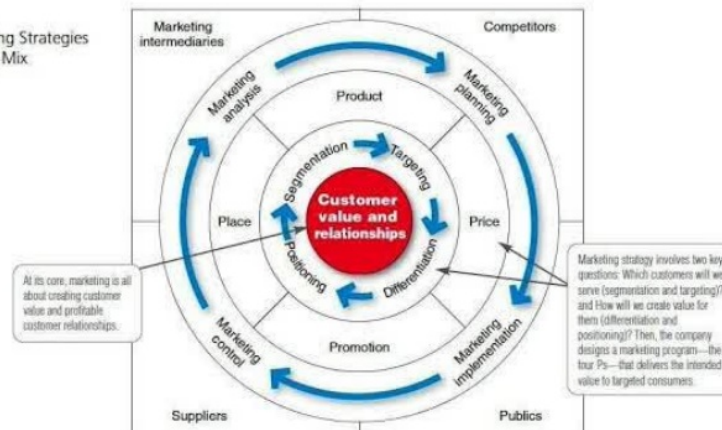 ng Strategies
Mix
Marketing
intermediaries
Competitors
Marketing
analysis
Marketing
planning
Product
Segmentation
Targeting
Customer
value and
relationships
Place
Price
Positioning
Differentiation
At its core, marketing is all
about creating customer
value and profitable
customer relationships.
Marketing strategy involves two key
questions: Which customers will we
serve (segmentation and targeting)?
and How will we create value for
them (differentiation and
positioning)? Then, the company
designs a marketing program—the
four Ps—that delivers the intended
value to targeted consumers.
Promotion
Marketing
control
Marketing
implementation
Suppliers
Publics